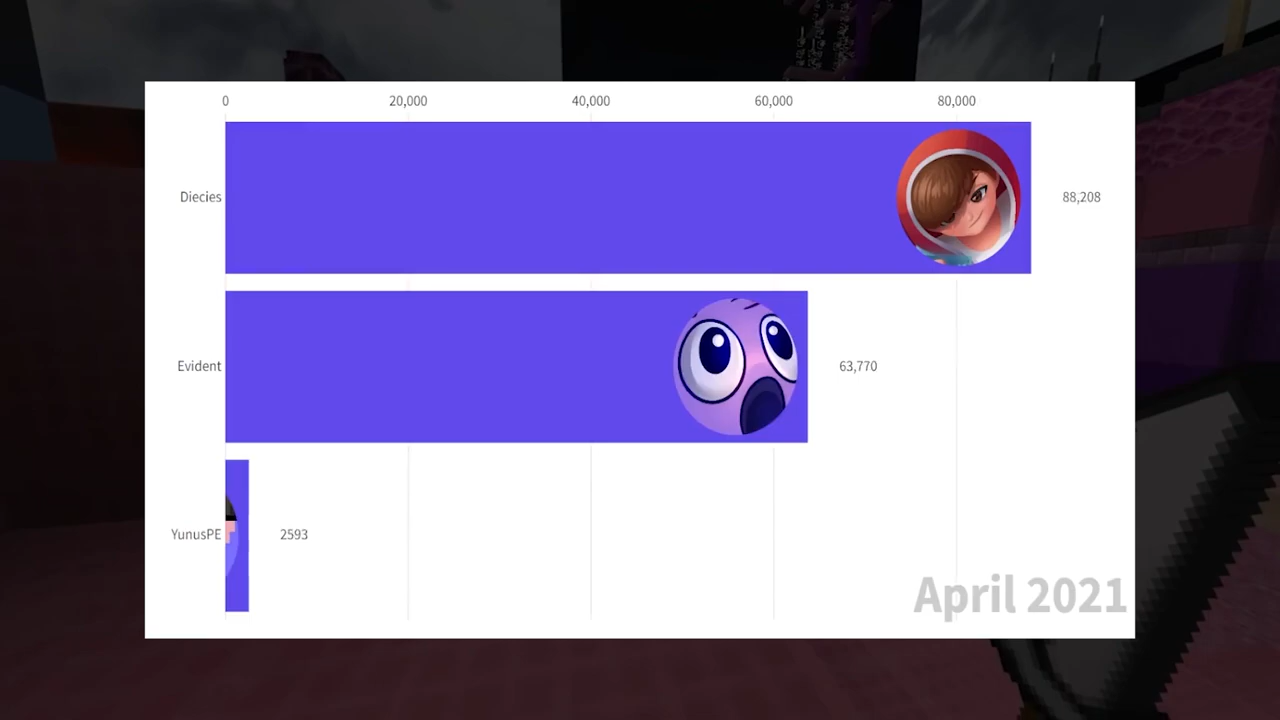 0 20,000 40,000 60,000 80,000
Diecies 88,208
Evident 63,770
YunusPE 2593
April 2021